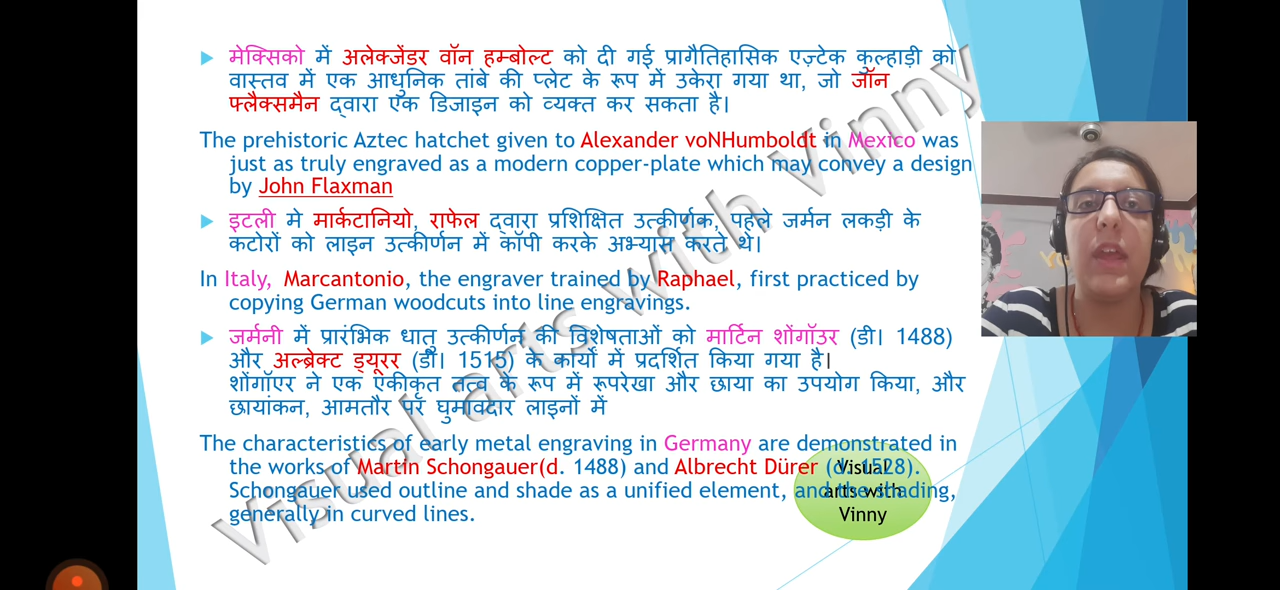 मेक्सिको में अलेक्जेंडर वॉन हम्बोल्ट को दी गई प्रागैतिहासिक एज़्टेक कुल्हाड़ी को
वास्तव में एक आधुनिक तांबे की प्लेट के रूप में उकेरा गया था, जो जॉन
फ्लैक्समैन द्वारा एक डिजाइन को व्यक्त कर सकता है।
The prehistoric Aztec hatchet given to Alexander voNHumboldt in Mexico was
just as truly engraved as a modern copper-plate which may convey a design
by John Flaxman
इटली मे मार्कटानियो, राफेल द्वारा प्रशिक्षित उत्कीर्णक, पहले जर्मन लकड़ी के
कटोरों को लाइन उत्कीर्णन में कॉपी करके अभ्यास करते थे।
In Italy, Marcantonio, the engraver trained by Raphael, first practiced by
copying German woodcuts into line engravings.
जर्मनी में प्रारंभिक धातु उत्कीर्णन की विशेषताओं को मार्टिन शोंगॉउर (डी। 1488)
और अल्ब्रेक्ट ड्यूरर (डी। 1515) के कार्यों में प्रदर्शित किया गया है।
शोंगॉएर ने एक एकीकृत तत्व के रूप में रूपरेखा और छाया का उपयोग किया, और
छायांकन, आमतौर पर घुमावदार लाइनों में
The characteristics of early metal engraving in Germany are demonstrated in
the works of Martin Schongauer(d. 1488) and Albrecht Dürer (d. 1528).
Schongauer used outline and shade as a unified element, and the shading,
generally in curved lines.
Visual
arts with
Vinny
Visual arts with Vinny